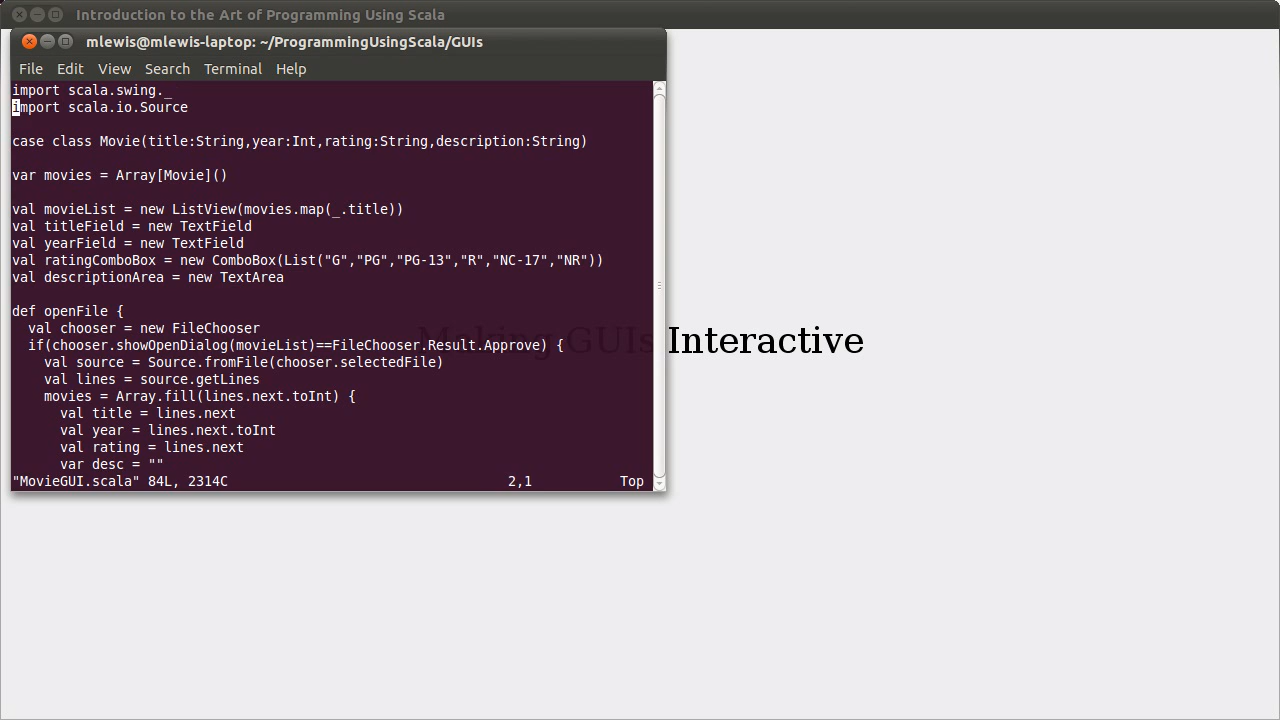 Introduction to the Art of Programming Using Scala
mlewis@mlewis-laptop: ~/ProgrammingUsingScala/GUIs
File Edit View Search Terminal Help
import scala.swing._
import scala.io.Source
case class Movie(title:String,year:Int,rating:String,description:String)
var movies = Array[Movie]()
val movieList = new ListView(movies.map(_.title))
val titleField = new TextField
val yearField = new TextField
val ratingComboBox = new ComboBox(List("G","PG","PG-13","R","NC-17","NR"))
val descriptionArea = new TextArea
def openFile {
  val chooser = new FileChooser
  if(chooser.showOpenDialog(movieList)==FileChooser.Result.Approve) {
    val source = Source.fromFile(chooser.selectedFile)
    val lines = source.getLines
    movies = Array.fill(lines.next.toInt) {
      val title = lines.next
      val year = lines.next.toInt
      val rating = lines.next
      var desc = ""
"MovieGUI.scala" 84L, 2314C 2,1 Top
Making GUIs Interactive